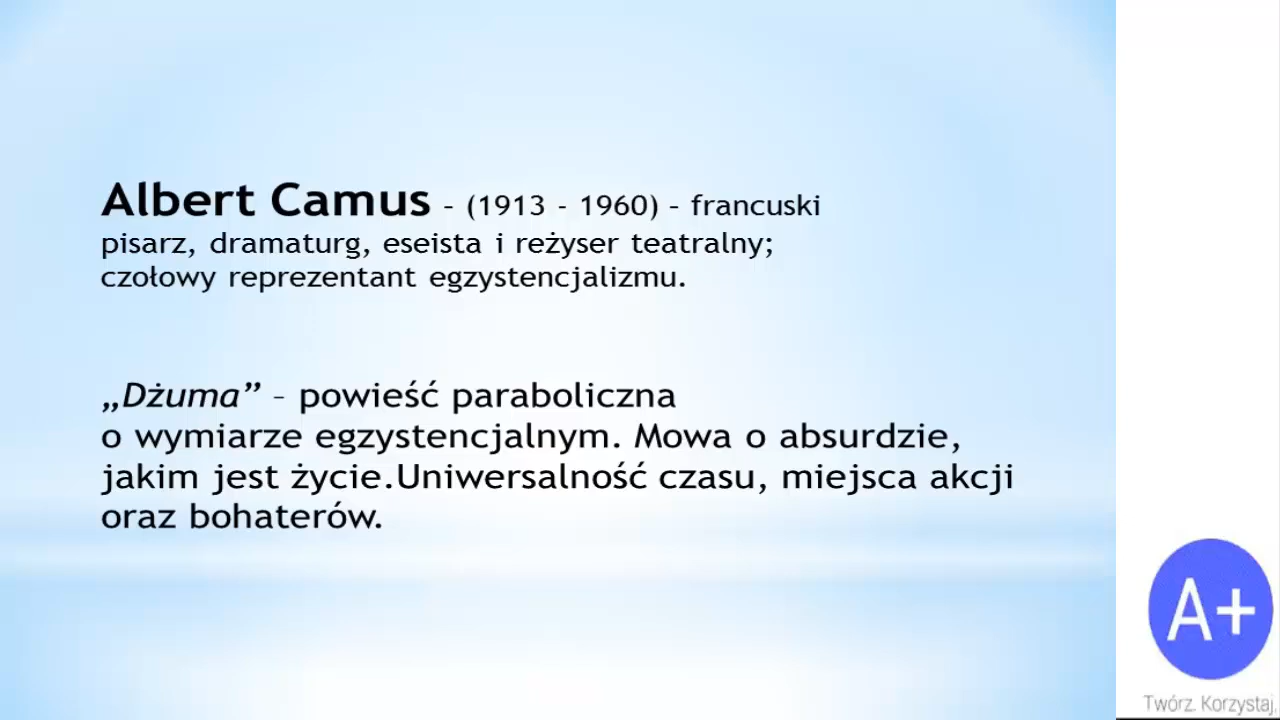 Albert Camus – (1913 - 1960) – francuski
pisarz, dramaturg, eseista i reżyser teatralny;
czołowy reprezentant egzystencjalizmu.
„Dżuma” – powieść paraboliczna
o wymiarze egzystencjalnym. Mowa o absurdzie,
jakim jest życie.Uniwersalność czasu, miejsca akcji
oraz bohaterów.
A+
Twórz. Korzystaj.